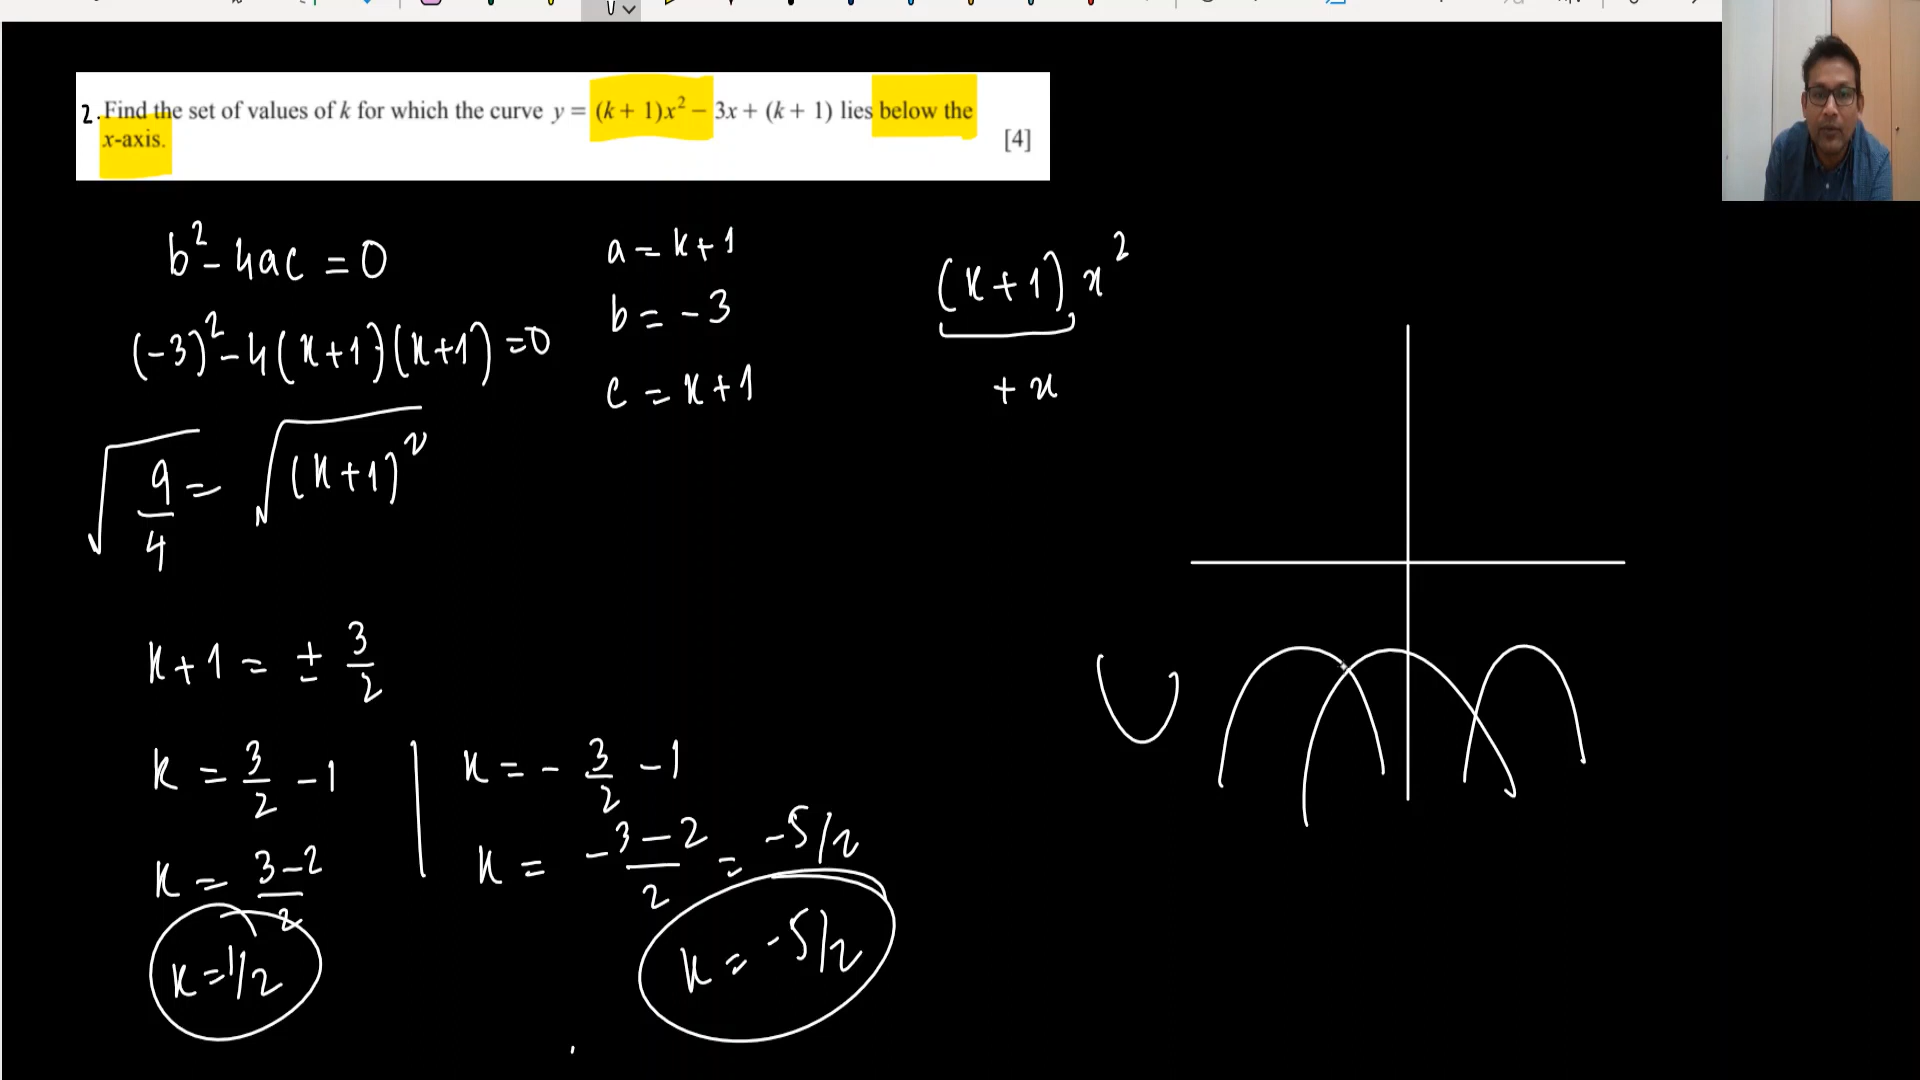 2. Find the set of values of k for which the curve y = (k + 1)x² − 3x + (k + 1) lies below the
x-axis. [4]
b² - 4ac = 0
(-3)² - 4(k+1)(k+1) = 0
√9/4 = √(k+1)²
k+1 = ± 3/2
k = 3/2 - 1
k = 3-2/2
k = 1/2
k = - 3/2 - 1
k = -3-2/2 = -5/2
k = -5/2
a = k+1
b = -3
c = k+1
(k+1) x²
+ x